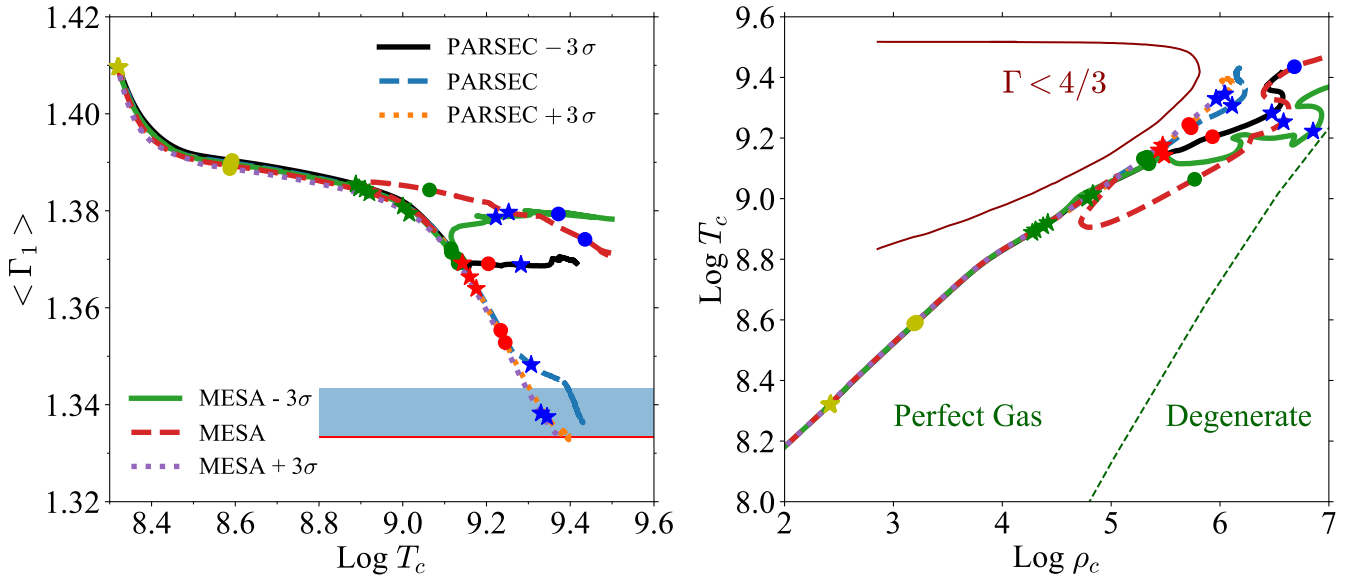 1.42
1.40
1.38
1.36
1.34
1.32
< Γ₁ >
PARSEC − 3σ
PARSEC
PARSEC + 3σ
MESA - 3σ
MESA
MESA + 3σ
8.4 8.6 8.8 9.0 9.2 9.4 9.6
Log T_c
9.6
9.4
9.2
9.0
8.8
8.6
8.4
8.2
8.0
Log T_c
Γ < 4/3
Perfect Gas
Degenerate
2 3 4 5 6 7
Log ρ_c